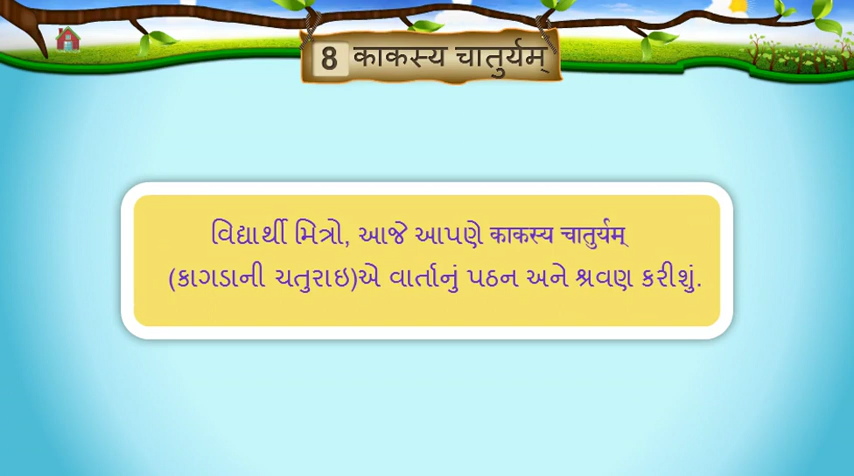 8 काकस्य चातुर्यम्
વિદ્યાર્થી મિત્રો, આજે આપણે काकस्य चातुर्यम्
(કાગડાની ચતુરાઇ)એ વાર્તાનું પઠન અને શ્રવણ કરીશું.